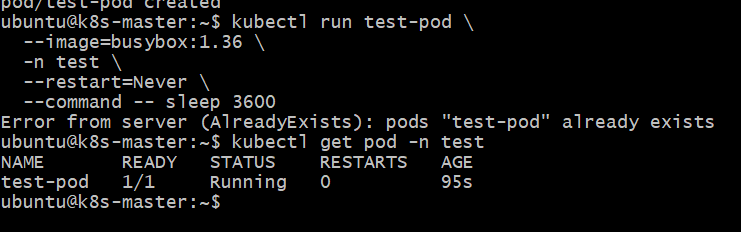 pod/test-pod created
ubuntu@k8s-master:~$ kubectl run test-pod \
  --image=busybox:1.36 \
  -n test \
  --restart=Never \
  --command -- sleep 3600
Error from server (AlreadyExists): pods "test-pod" already exists
ubuntu@k8s-master:~$ kubectl get pod -n test
NAME       READY   STATUS    RESTARTS   AGE
test-pod   1/1     Running   0          95s
ubuntu@k8s-master:~$